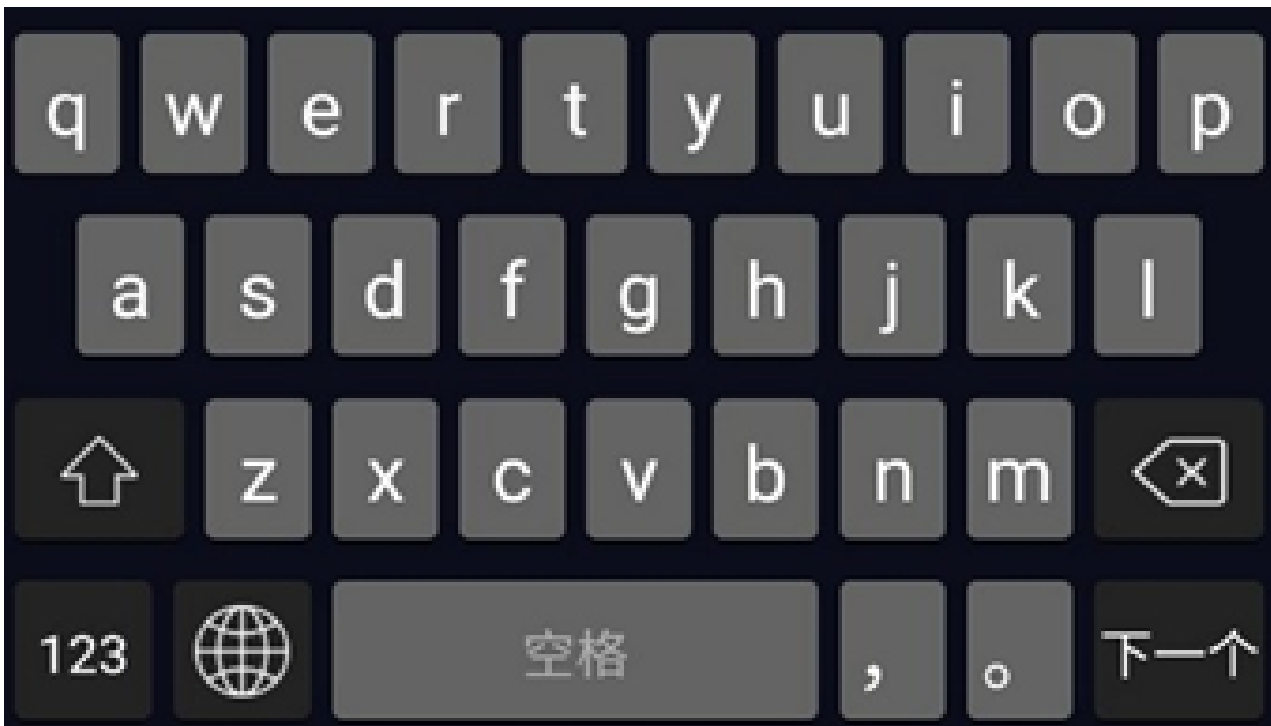 q w e r t y u i o p
a s d f g h j k l
z x c v b n m
123 空格 , 。 下一个